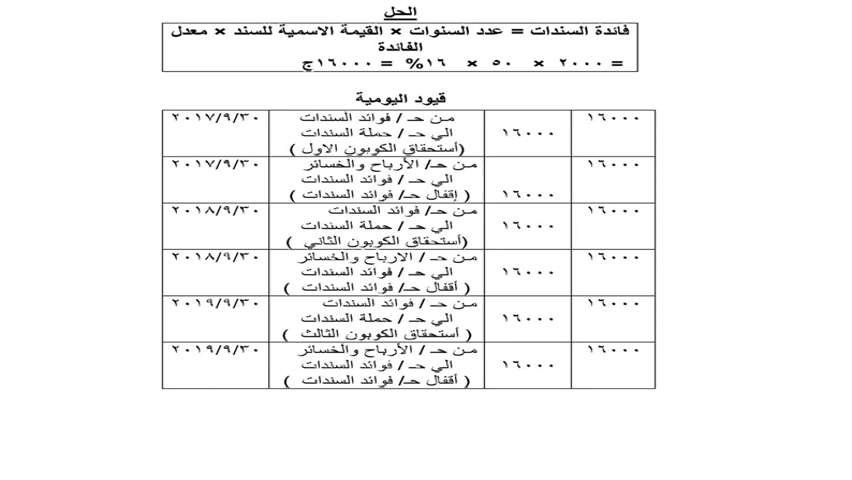 الحل
فائدة السندات = عدد السنوات × القيمة الاسمية للسند × معدل
الفائدة
= ٢٠٠٠ × ٥٠ × ١٦% = ١٦٠٠٠ج
قيود اليومية
١٦٠٠٠ من حـ / فوائد السندات ٢٠١٧/٩/٣٠
١٦٠٠٠ الي حـ / حملة السندات
(أستحقاق الكوبون الاول )
١٦٠٠٠ من حـ/ الأرباح والخسائر ٢٠١٧/٩/٣٠
الي حـ / فوائد السندات
١٦٠٠٠ ( إقفال حـ/ فوائد السندات )
١٦٠٠٠ من حـ/ فوائد السندات ٢٠١٨/٩/٣٠
١٦٠٠٠ الي حـ / حملة السندات
(أستحقاق الكوبون الثاني )
١٦٠٠٠ من حـ / الارباح والخسائر ٢٠١٨/٩/٣٠
١٦٠٠٠ الي حـ / فوائد السندات
( أقفال حـ/ فوائد السندات )
١٦٠٠٠ من حـ / فوائد السندات ٢٠١٩/٩/٣٠
١٦٠٠٠ الي حـ / حملة السندات
( أستحقاق الكوبون الثالث )
١٦٠٠٠ من حـ / الأرباح والخسائر ٢٠١٩/٩/٣٠
١٦٠٠٠ الي حـ / فوائد السندات
( أقفال حـ/ فوائد السندات )